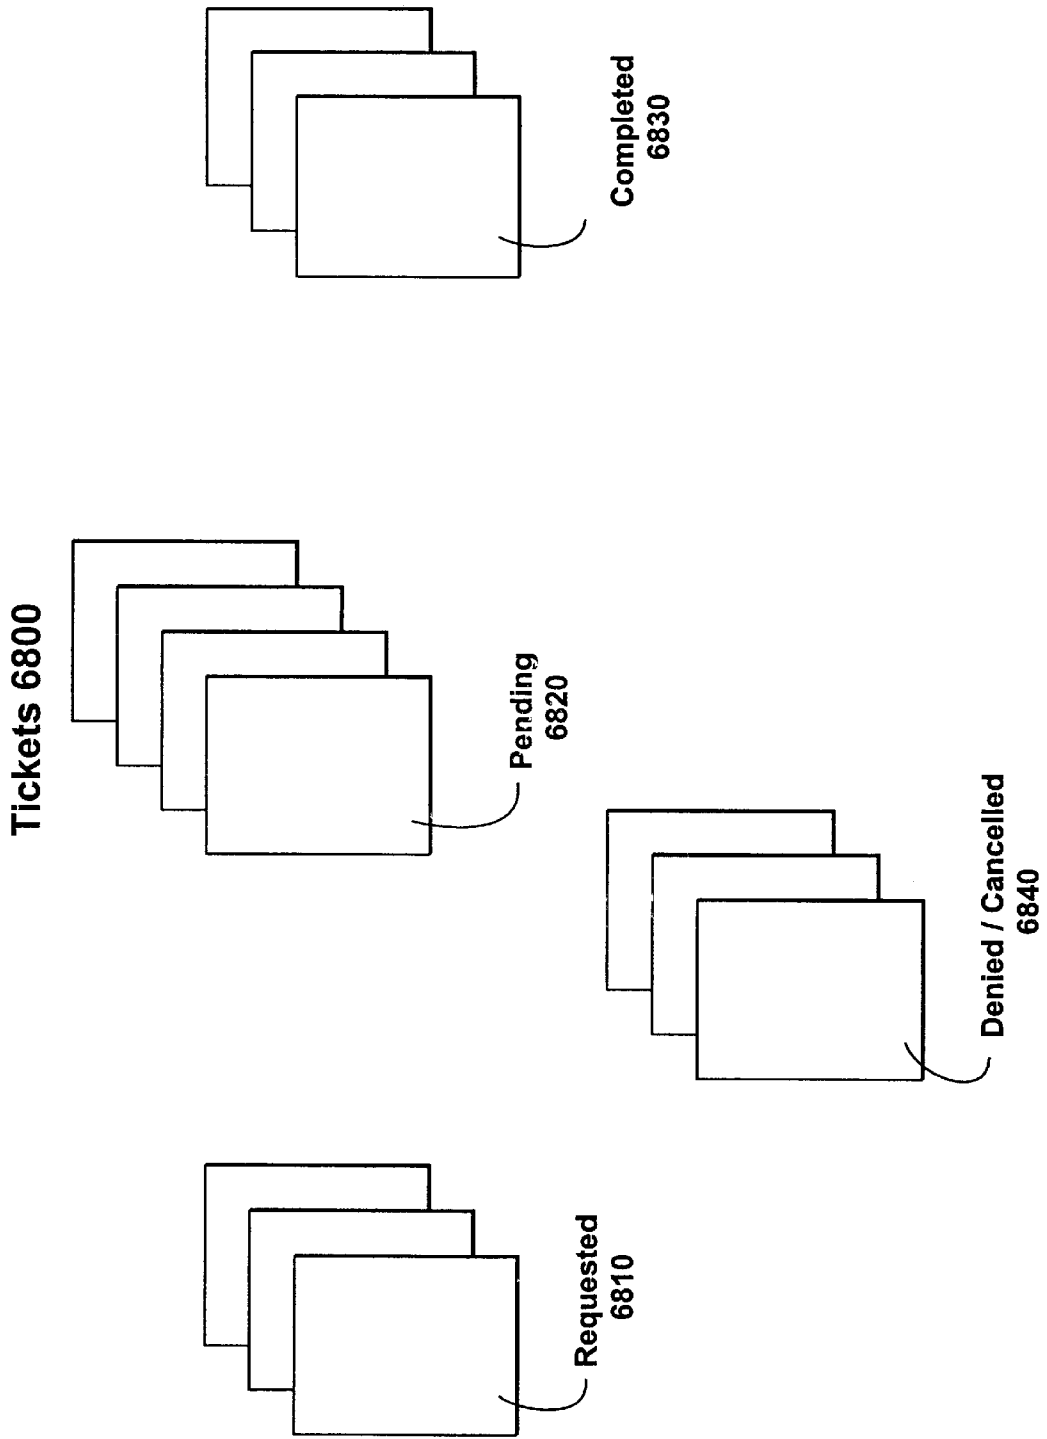 Tickets 6800
Requested
6810
Pending
6820
Denied / Cancelled
6840
Completed
6830